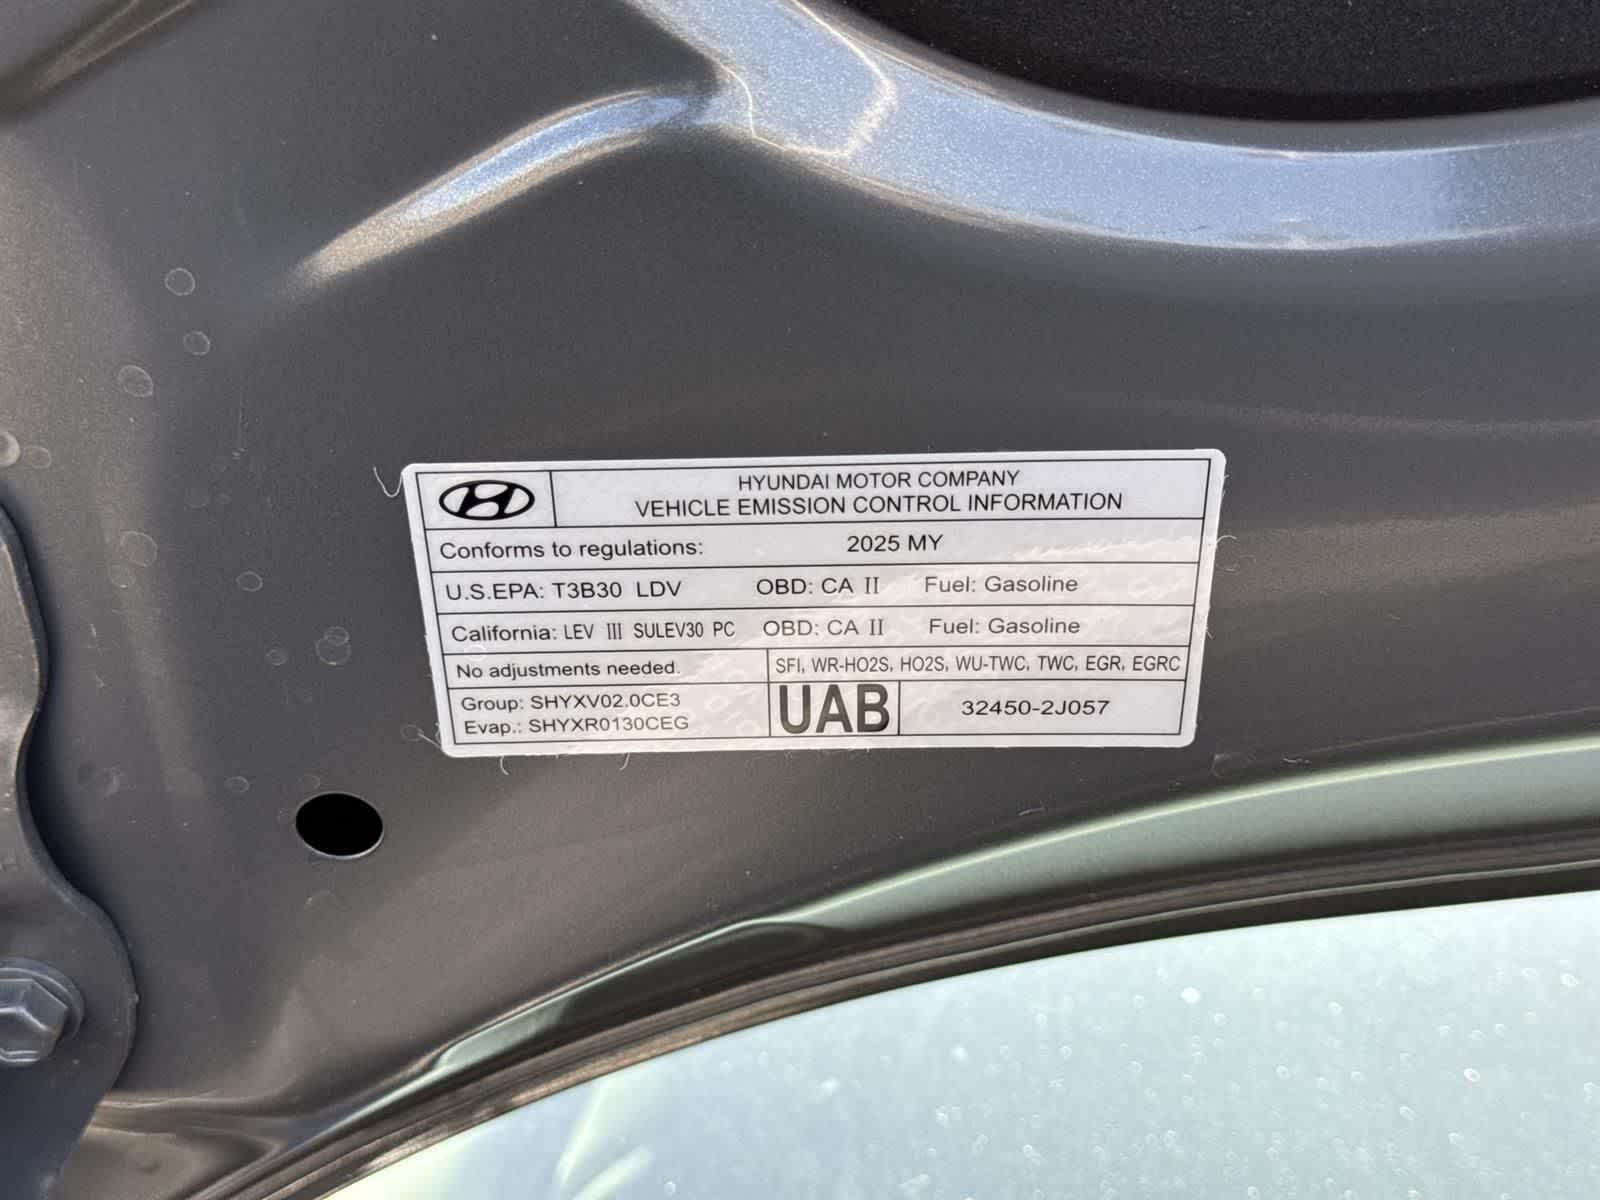 HYUNDAI MOTOR COMPANY
VEHICLE EMISSION CONTROL INFORMATION
Conforms to regulations: 2025 MY
U.S.EPA: T3B30 LDV OBD: CA II Fuel: Gasoline
California: LEV III SULEV30 PC OBD: CA II Fuel: Gasoline
No adjustments needed. SFI, WR-HO2S, HO2S, WU-TWC, TWC, EGR, EGRC
Group: SHYXV02.0CE3
Evap.: SHYXR0130CEG
UAB 32450-2J057